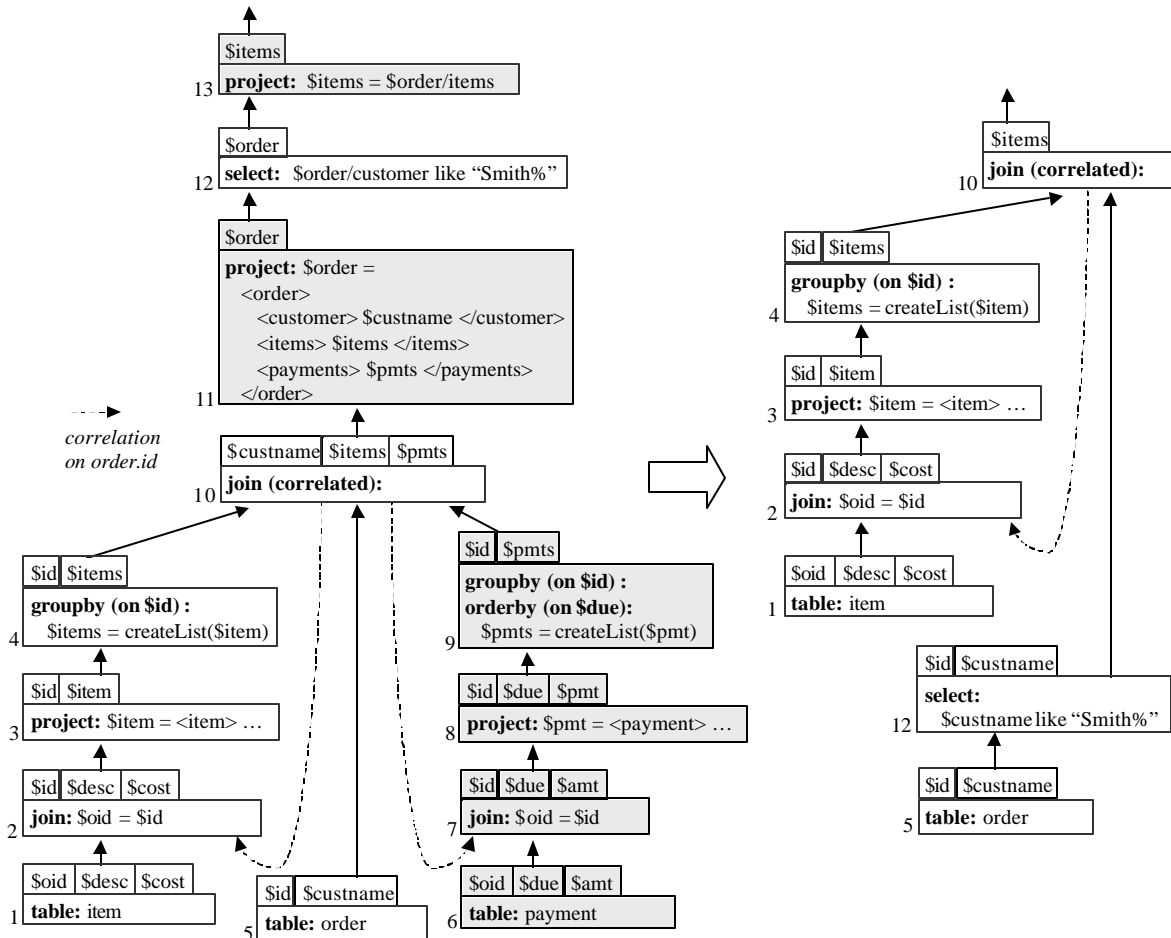 $items
project: $items = $order/items
13
$order
select: $order/customer like “Smith%”
12
$order
project: $order =
<order>
<customer> $custname </customer>
<items> $items </items>
<payments> $pmts </payments>
</order>
11
correlation
on order.id
$custname $items $pmts
join (correlated):
10
$id $items
groupby (on $id) :
$items = createList($item)
4
$id $item
project: $item = <item> …
3
$id $desc $cost
join: $oid = $id
2
$oid $desc $cost
table: item
1
$id $custname
table: order
5
$id $pmts
groupby (on $id) :
orderby (on $due):
$pmts = createList($pmt)
9
$id $due $pmt
project: $pmt = <payment> …
8
$id $due $amt
join: $oid = $id
7
$oid $due $amt
table: payment
6
$items
join (correlated):
10
$id $items
groupby (on $id) :
$items = createList($item)
4
$id $item
project: $item = <item> …
3
$id $desc $cost
join: $oid = $id
2
$oid $desc $cost
table: item
1
$id $custname
select:
$custname like “Smith%”
12
$id $custname
table: order
5